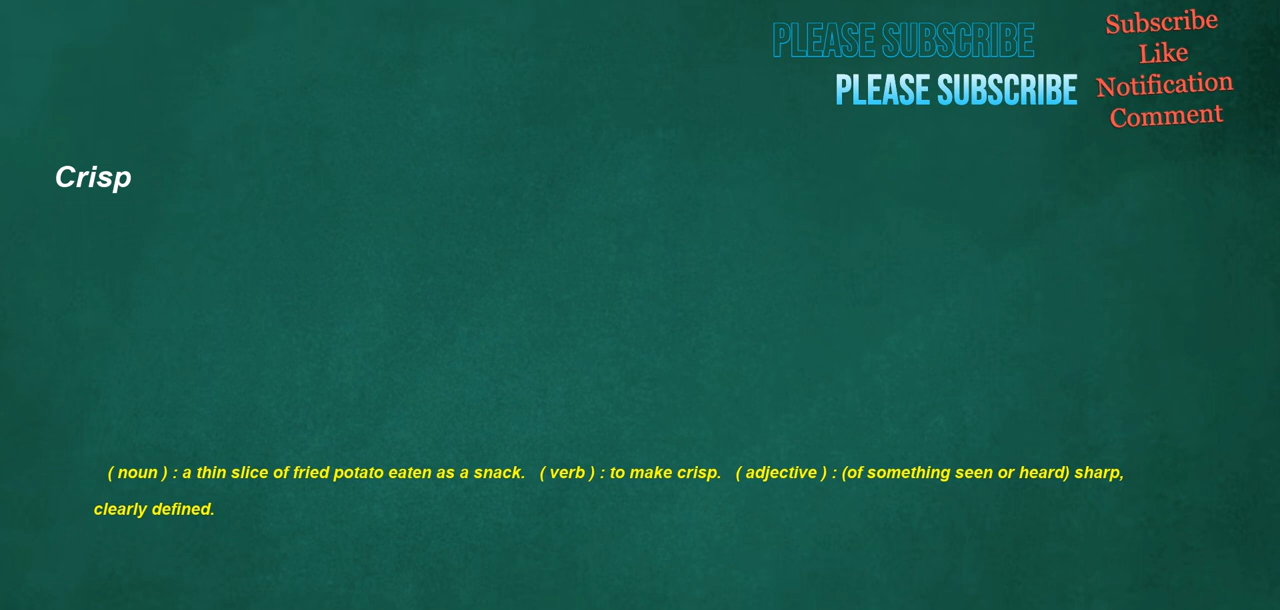 PLEASE SUBSCRIBE
PLEASE SUBSCRIBE
Subscribe
Like
Notification
Comment
Crisp
( noun ) : a thin slice of fried potato eaten as a snack. ( verb ) : to make crisp. ( adjective ) : (of something seen or heard) sharp,
clearly defined.